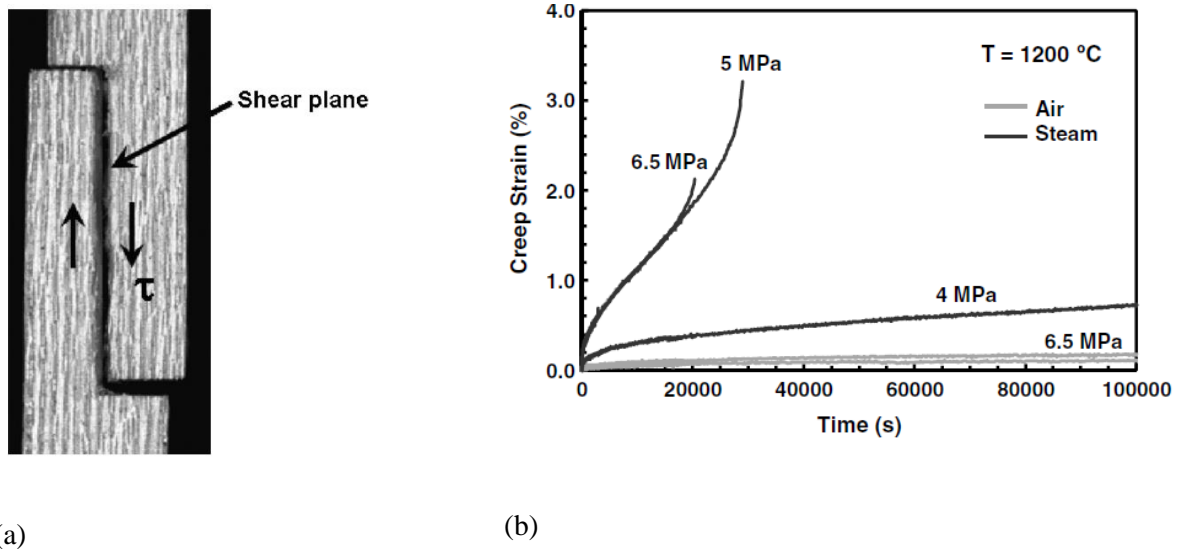 Shear plane
τ
4.0
3.0
2.0
1.0
0.0
Creep Strain (%)
T = 1200 °C
Air
Steam
5 MPa
6.5 MPa
4 MPa
6.5 MPa
0 20000 40000 60000 80000 100000
Time (s)
(a)
(b)